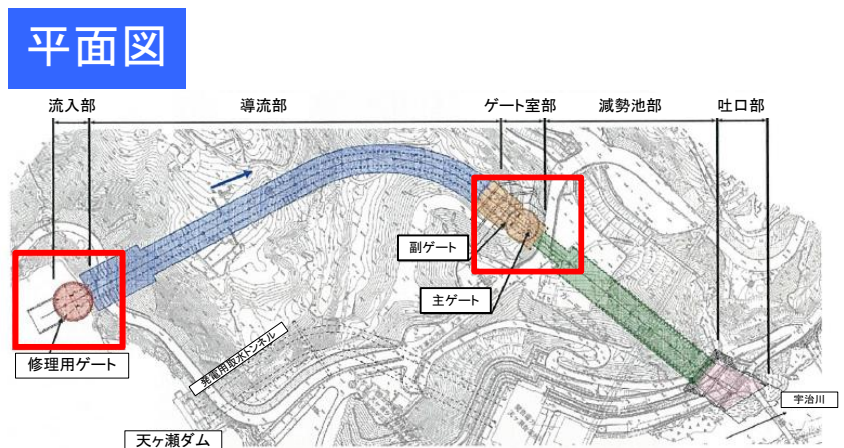 平面図
流入部
導流部
ゲート室部
減勢池部
吐口部
副ゲート
主ゲート
修理用ゲート
発電用取水トンネル
宇治川
天ヶ瀬ダム